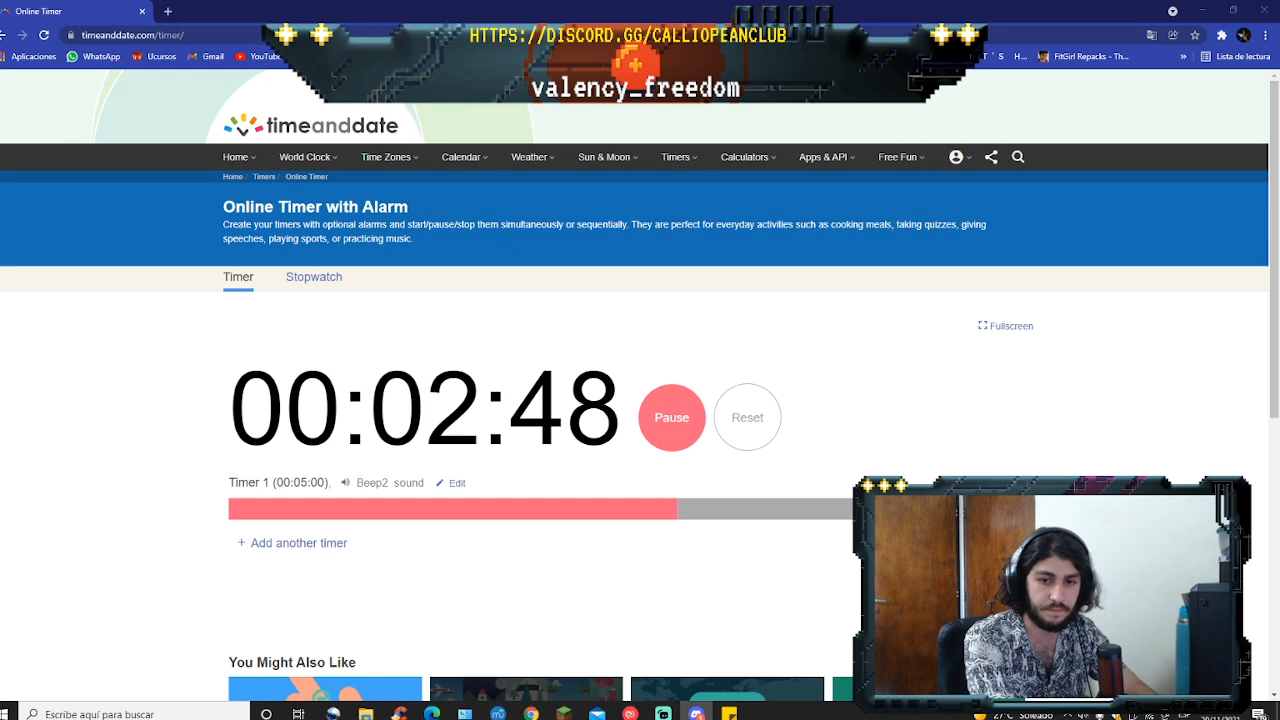 Online Timer
HTTPS://DISCORD.GG/CALLIOPEANCLUB
timeanddate.com/timer/
Aplicaciones WhatsApp Ucursos Gmail YouTube FitGirl Repacks - Th... » Lista de lectura
valency_freedom
timeanddate
Home World Clock Time Zones Calendar Weather Sun & Moon Timers Calculators Apps & API Free Fun
Home / Timers / Online Timer
Online Timer with Alarm
Create your timers with optional alarms and start/pause/stop them simultaneously or sequentially. They are perfect for everyday activities such as cooking meals, taking quizzes, giving
speeches, playing sports, or practicing music.
Timer Stopwatch
Fullscreen
00:02:48 Pause Reset
Timer 1 (00:05:00), Beep2 sound Edit
+ Add another timer
You Might Also Like
Escribe aquí para buscar